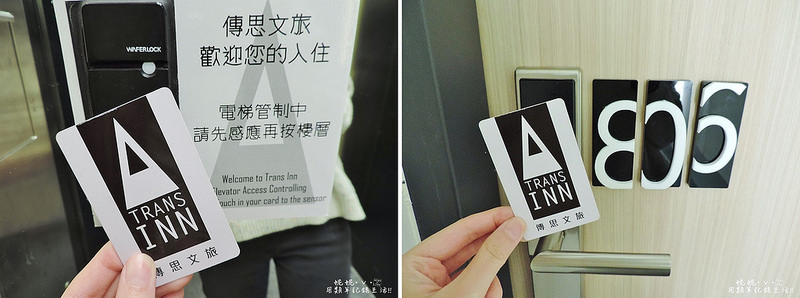 WAFERLOCK
傳思文旅
歡迎您的人住
電梯管制中
請先感應再按樓層
Welcome to Trans Inn
Elevator Access Controlling
ouch in your card to the sensor
TRANS
INN
傳思文旅
806
TRANS
INN
傳思文旅